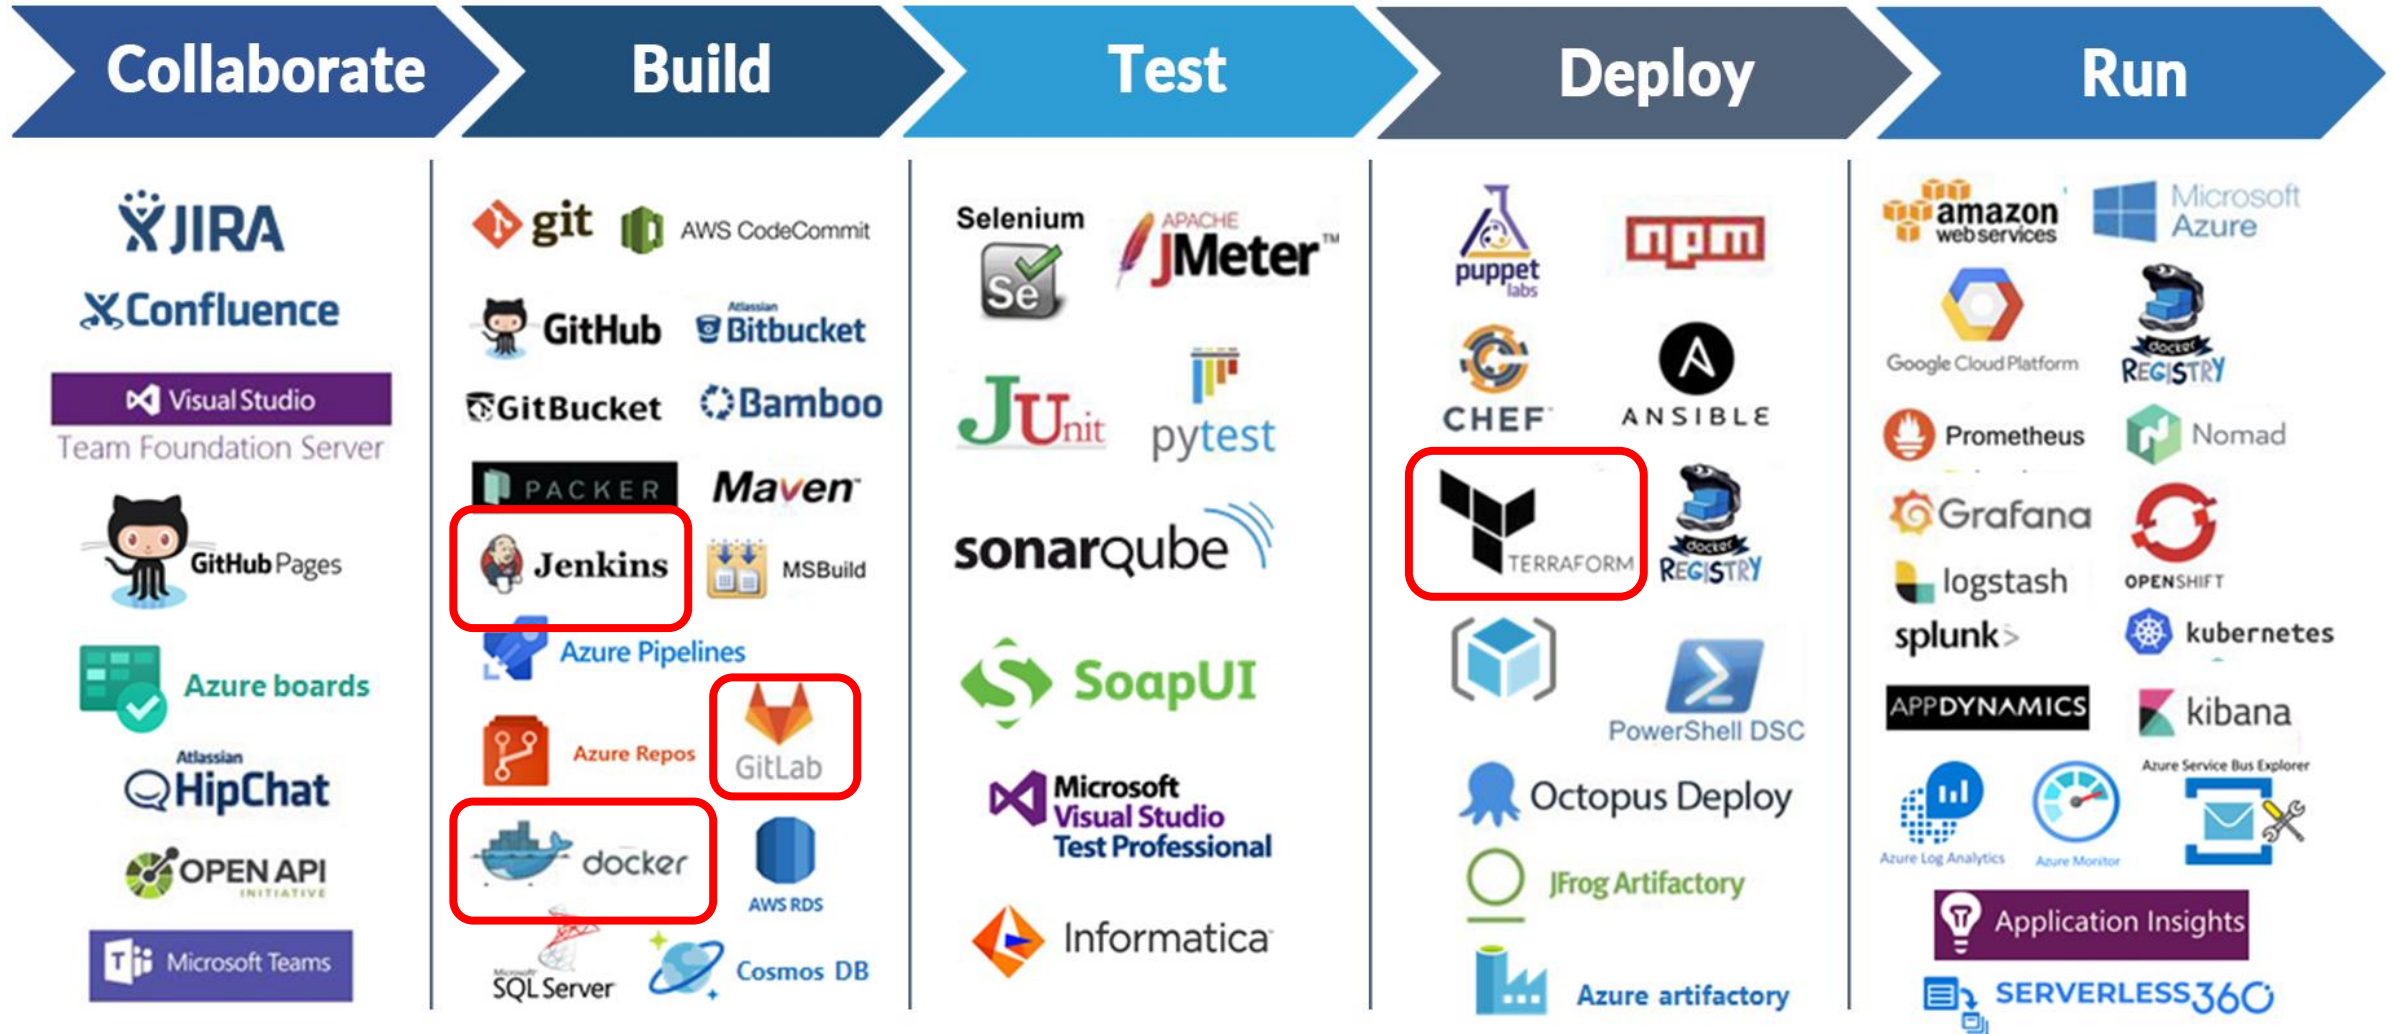 Collaborate
Build
Test
Deploy
Run
JIRA
Confluence
Visual Studio
Team Foundation Server
GitHub Pages
Azure boards
Atlassian
HipChat
OPEN API
INITIATIVE
T
Microsoft Teams
git
AWS CodeCommit
GitHub
Atlassian
Bitbucket
GitBucket
Bamboo
PACKER
Maven™
Jenkins
MSBuild
Azure Pipelines
Azure Repos
GitLab
docker
AWS RDS
Microsoft
SQL Server
Cosmos DB
Selenium
Se
APACHE
JMeter™
JUnit
pytest
sonarqube
SoapUI
Microsoft
Visual Studio
Test Professional
Informatica
puppet
labs
npm
CHEF
ANSIBLE
TERRAFORM
docker
REGISTRY
PowerShell DSC
Octopus Deploy
JFrog Artifactory
Azure artifactory
amazon
webservices
Microsoft
Azure
Google Cloud Platform
docker
REGISTRY
Prometheus
Nomad
Grafana
OPENSHIFT
logstash
splunk>
kubernetes
APPDYNAMICS
kibana
Azure Log Analytics
Azure Monitor
Azure Service Bus Explorer
Application Insights
SERVERLESS360